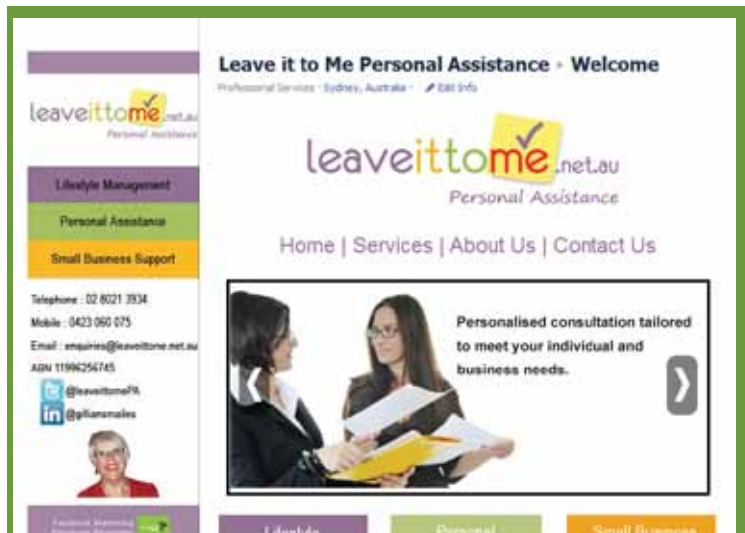 leaveittome.net.au
Personal Assistance
Lifestyle Management
Personal Assistance
Small Business Support
Telephone : 02 8021 3934
Mobile : 0423 060 075
Email : enquiries@leaveittome.net.au
ABN 11996256745
@leaveittomePA
@gilliansmailes
Facebook Marketing
Leave it to Me Personal Assistance ▸ Welcome
Professional Services · Sydney, Australia · Edit Info
leaveittome.net.au
Personal Assistance
Home | Services | About Us | Contact Us
Personalised consultation tailored
to meet your individual and
business needs.
Lifestyle
Personal
Small Business